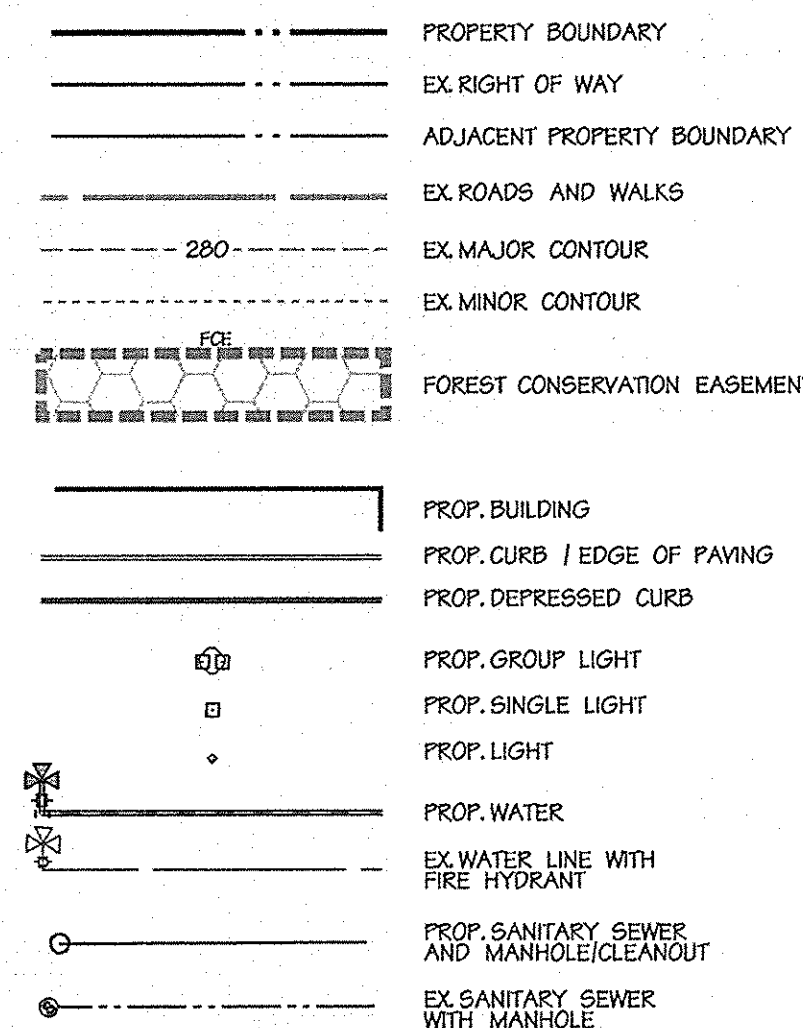 PROPERTY BOUNDARY
EX. RIGHT OF WAY
ADJACENT PROPERTY BOUNDARY
EX. ROADS AND WALKS
280
EX. MAJOR CONTOUR
EX. MINOR CONTOUR
FCE
FOREST CONSERVATION EASEMENT
PROP. BUILDING
PROP. CURB / EDGE OF PAVING
PROP. DEPRESSED CURB
PROP. GROUP LIGHT
PROP. SINGLE LIGHT
PROP. LIGHT
PROP. WATER
EX. WATER LINE WITH
FIRE HYDRANT
PROP. SANITARY SEWER
AND MANHOLE/CLEANOUT
EX. SANITARY SEWER
WITH MANHOLE